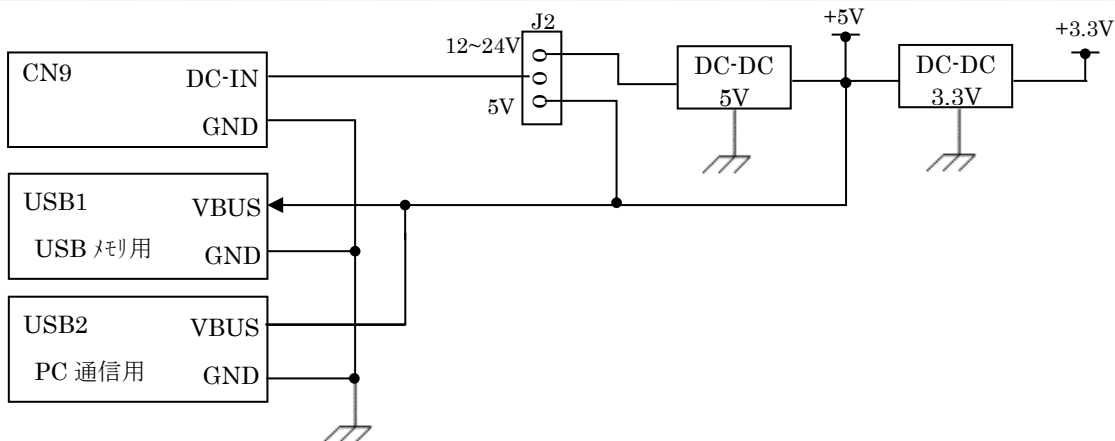 J2
+5V
+3.3V
12~24V
CN9
DC-IN
GND
5V
DC-DC
5V
DC-DC
3.3V
USB1
VBUS
USB ﾒﾓﾘ用
GND
USB2
VBUS
PC 通信用
GND